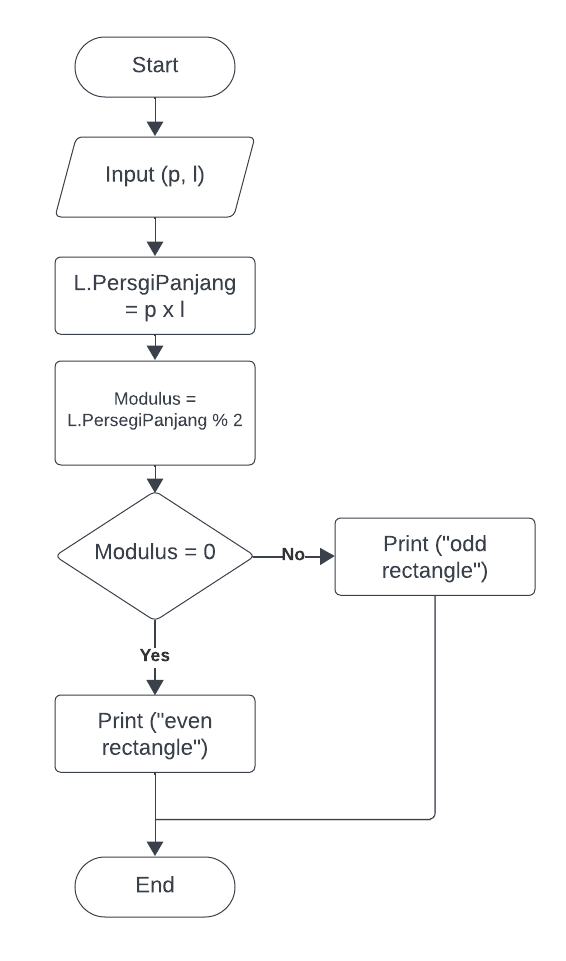 Start
Input (p, l)
L.PersgiPanjang
= p x l
Modulus =
L.PersegiPanjang % 2
Modulus = 0
No
Print ("odd
rectangle")
Yes
Print ("even
rectangle")
End